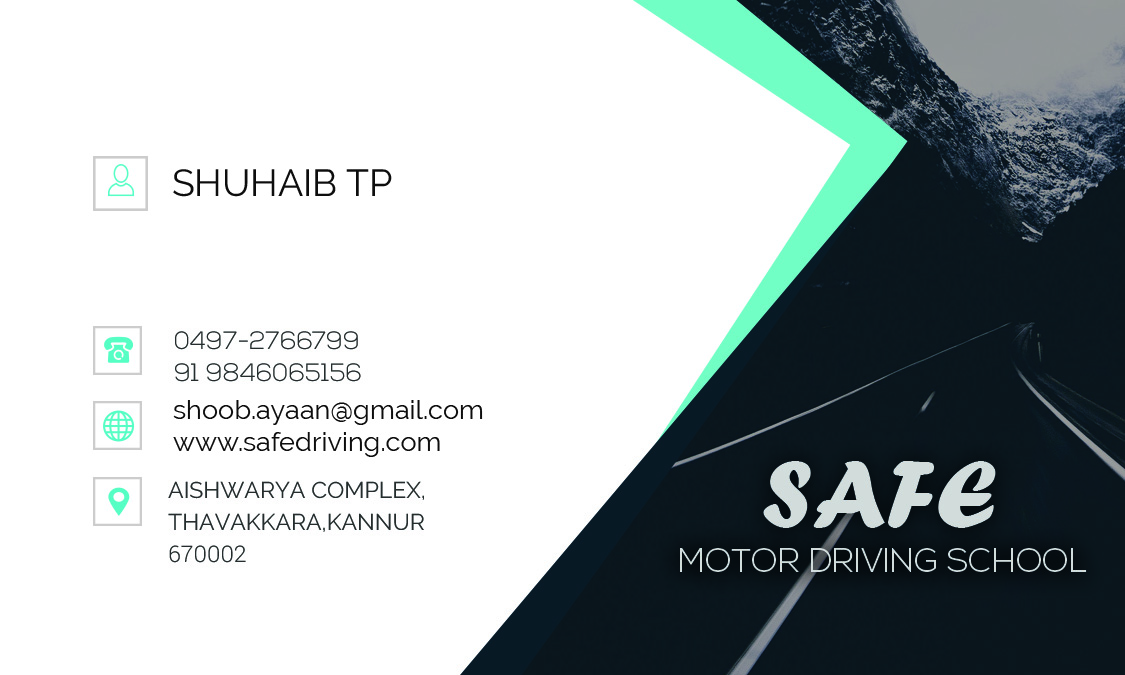 SHUHAIB TP
0497-2766799
91 9846065156
shoob.ayaan@gmail.com
www.safedriving.com
AISHWARYA COMPLEX,
THAVAKKARA,KANNUR
670002
SAFE
MOTOR DRIVING SCHOOL